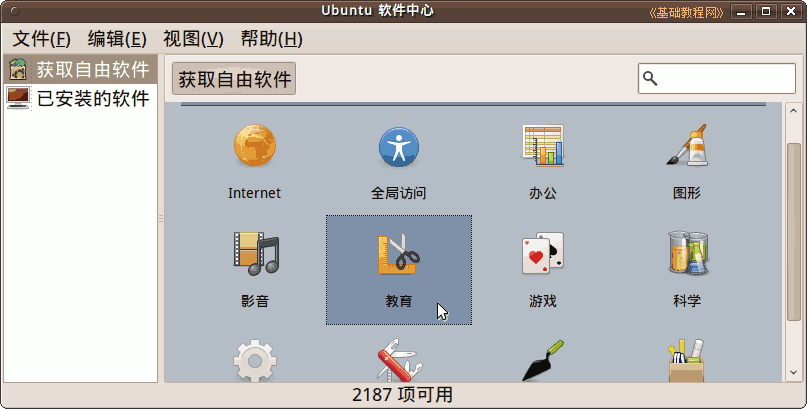 Ubuntu 软件中心
《基础教程网》
文件(F) 编辑(E) 视图(V) 帮助(H)
获取自由软件
已安装的软件
获取自由软件
Internet 全局访问 办公 图形
影音 教育 游戏 科学
2187 项可用